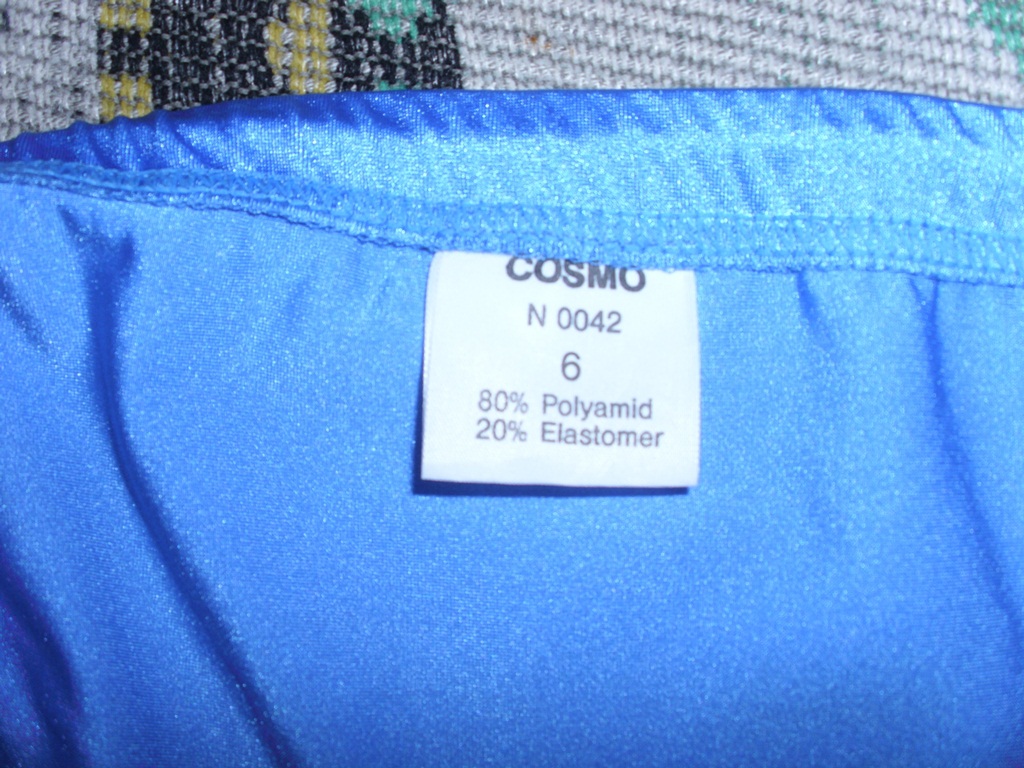 COSMO
N 0042
6
80% Polyamid
20% Elastomer